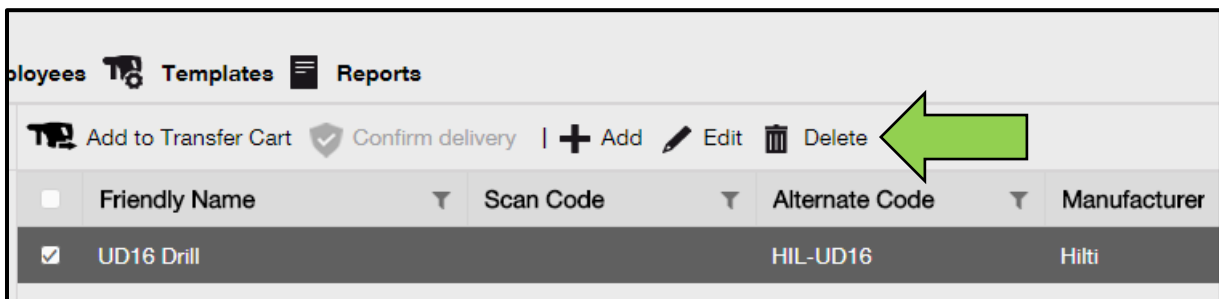 ployees Templates Reports
Add to Transfer Cart Confirm delivery | Add Edit Delete
Friendly Name Scan Code Alternate Code Manufacturer
UD16 Drill HIL-UD16 Hilti